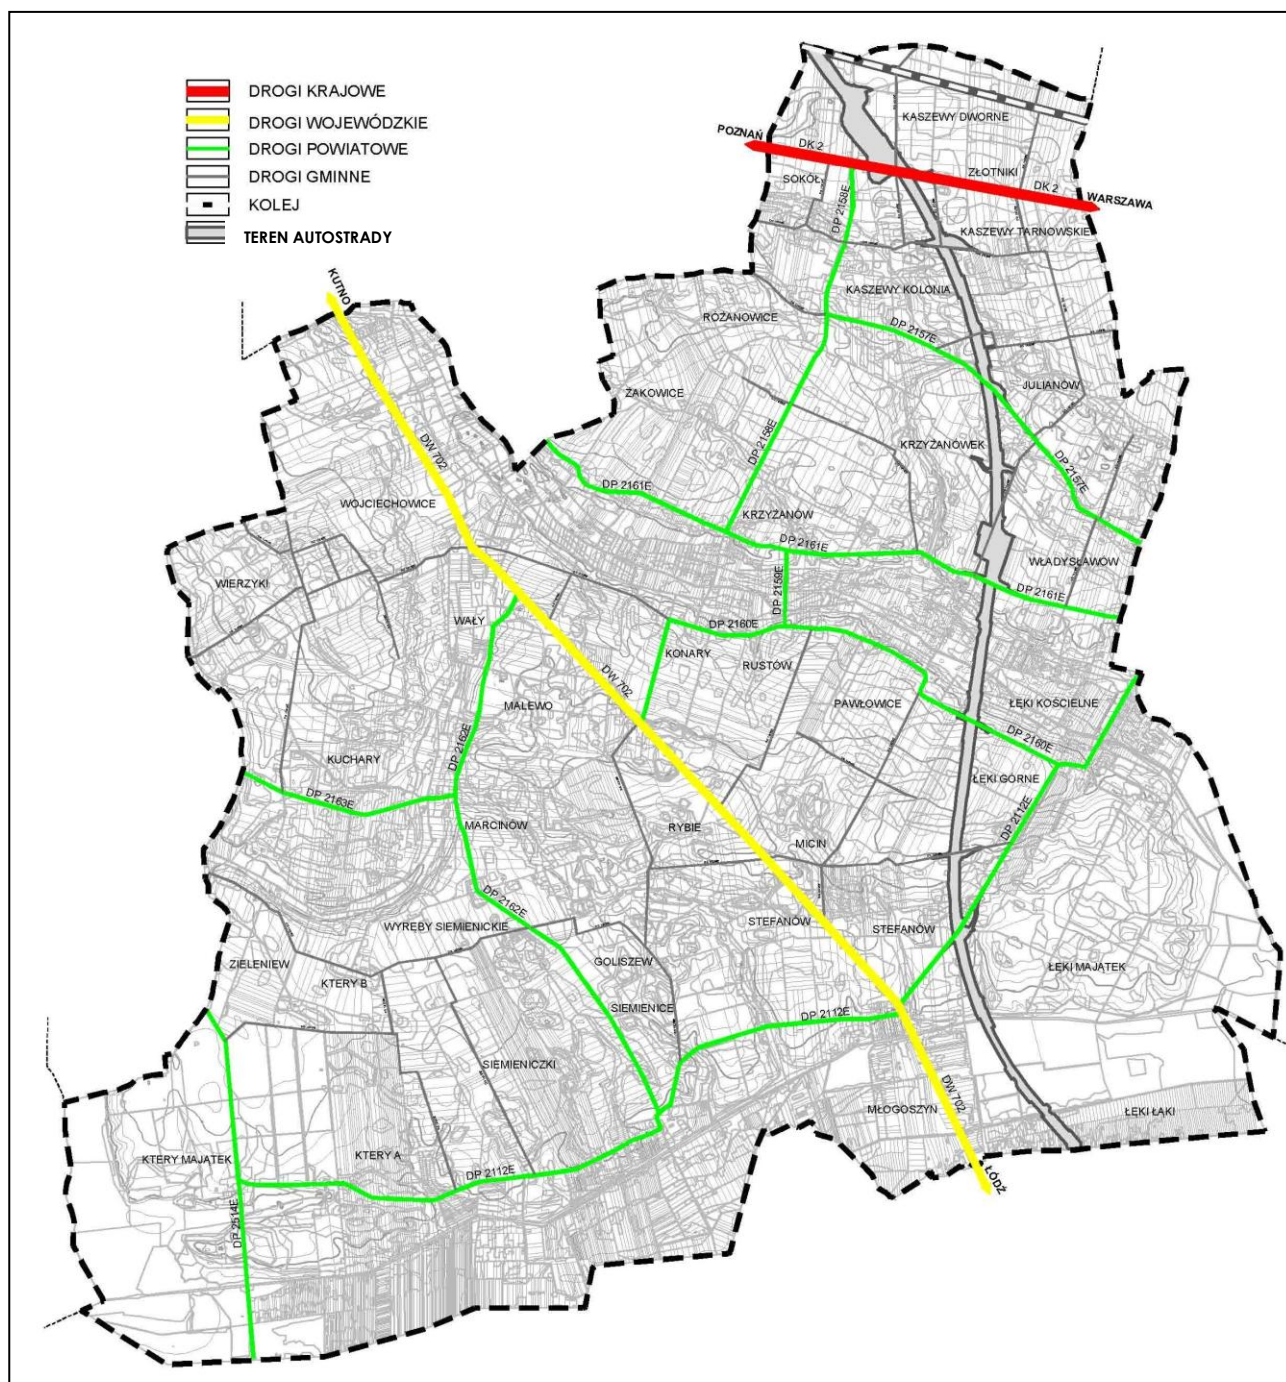 DROGI KRAJOWE
DROGI WOJEWÓDZKIE
DROGI POWIATOWE
DROGI GMINNE
KOLEJ
TEREN AUTOSTRADY
KASZEWY DWORNE
POZNAŃ
DK 2
SOKÓŁ
ZŁOTNIKI
DK 2
WARSZAWA
DP 2158E
KASZEWY TARNOWSKIE
KUTNO
KASZEWY KOLONIA
RÓŻANOWICE
DP 2157E
ŻAKOWICE
JULIANÓW
DW 702
DP 2158E
KRZYŻANÓWEK
DP 2157E
DP 2161E
WOJCIECHOWICE
KRZYŻANÓW
DP 2161E
WŁADYSŁAWÓW
WIERZYKI
DP 2159E
DP 2161E
WAŁY
DP 2160E
KONARY
RUSTÓW
DW 702
MALEWO
PAWŁOWICE
ŁĘKI KOŚCIELNE
DP 2162E
DP 2160E
KUCHARY
ŁĘKI GÓRNE
DP 2163E
DP 2112E
MARCINÓW
RYBIE
MICIN
DP 2162E
WYRĘBY SIEMIENICKIE
STEFANÓW
STEFANÓW
ZIELENIEW
GOLISZEW
ŁĘKI MAJĄTEK
KTERY B
SIEMIENICE
DP 2112E
SIEMIENICZKI
DW 702
MŁOGOSZYN
ŁĘKI ŁĄKI
KTERY MAJĄTEK
KTERY A
DP 2112E
ŁÓDŹ
DP 2514E